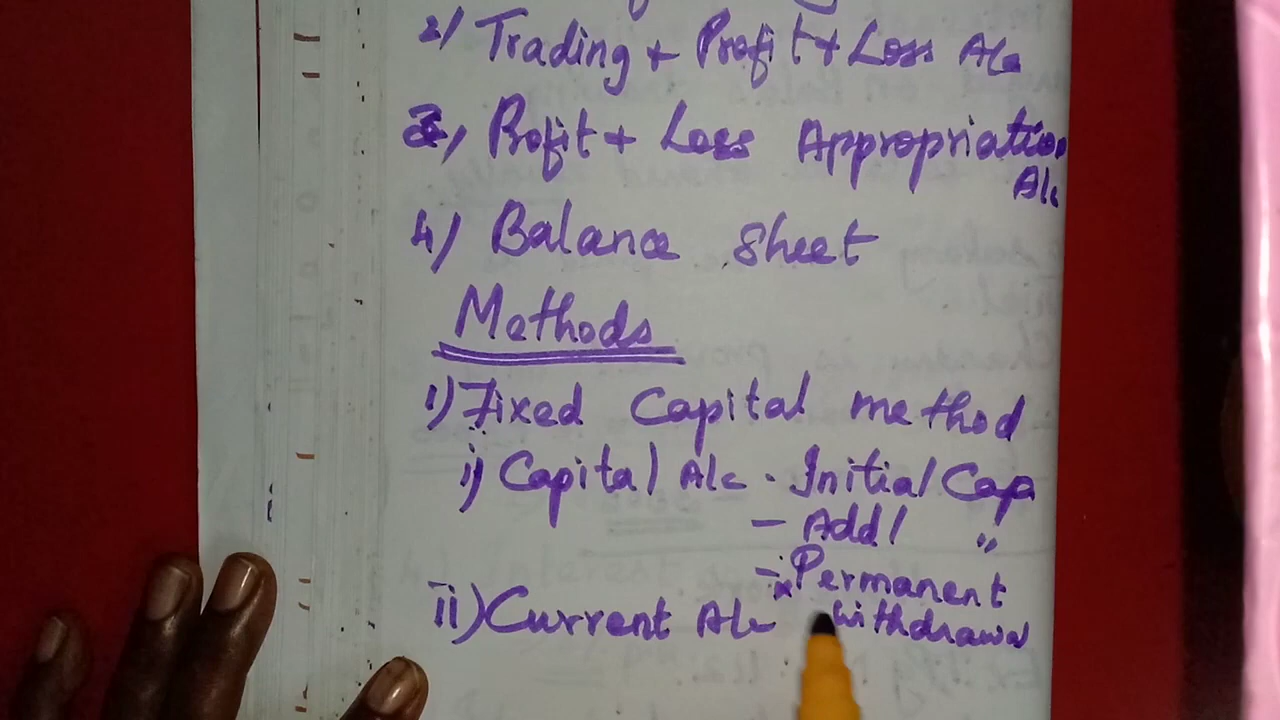 2) Trading + Profit + Loss A/c
3) Profit + Loss Appropriation
A/c
4) Balance sheet
Methods
1) Fixed Capital method
i) Capital A/c - Initial Cap
- Addl "
- Permanent
ii) Current A/c withdrawal